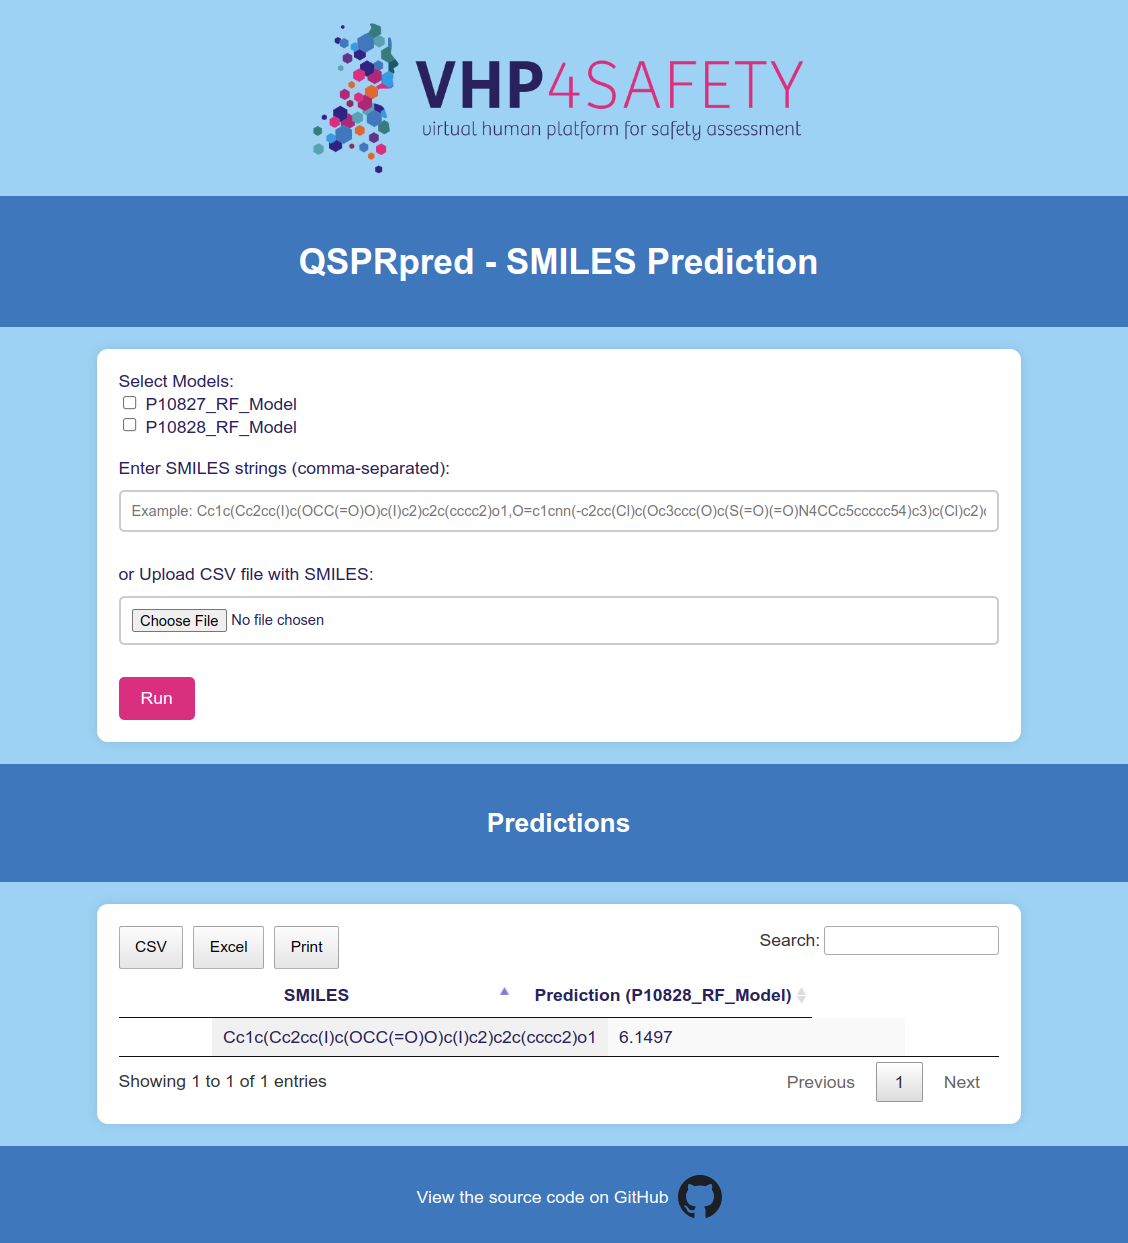 VHP4SAFETY
virtual human platform for safety assessment
QSPRpred - SMILES Prediction
Select Models:
P10827_RF_Model
P10828_RF_Model
Enter SMILES strings (comma-separated):
Example: Cc1c(Cc2cc(I)c(OCC(=O)O)c(I)c2)c2c(cccc2)o1,O=c1cnn(-c2cc(Cl)c(Oc3ccc(O)c(S(=O)(=O)N4CCc5ccccc54)c3)c(Cl)c2)c
or Upload CSV file with SMILES:
Choose File No file chosen
Run
Predictions
CSV Excel Print Search:
SMILES Prediction (P10828_RF_Model)
Cc1c(Cc2cc(I)c(OCC(=O)O)c(I)c2)c2c(cccc2)o1 6.1497
Showing 1 to 1 of 1 entries Previous 1 Next
View the source code on GitHub